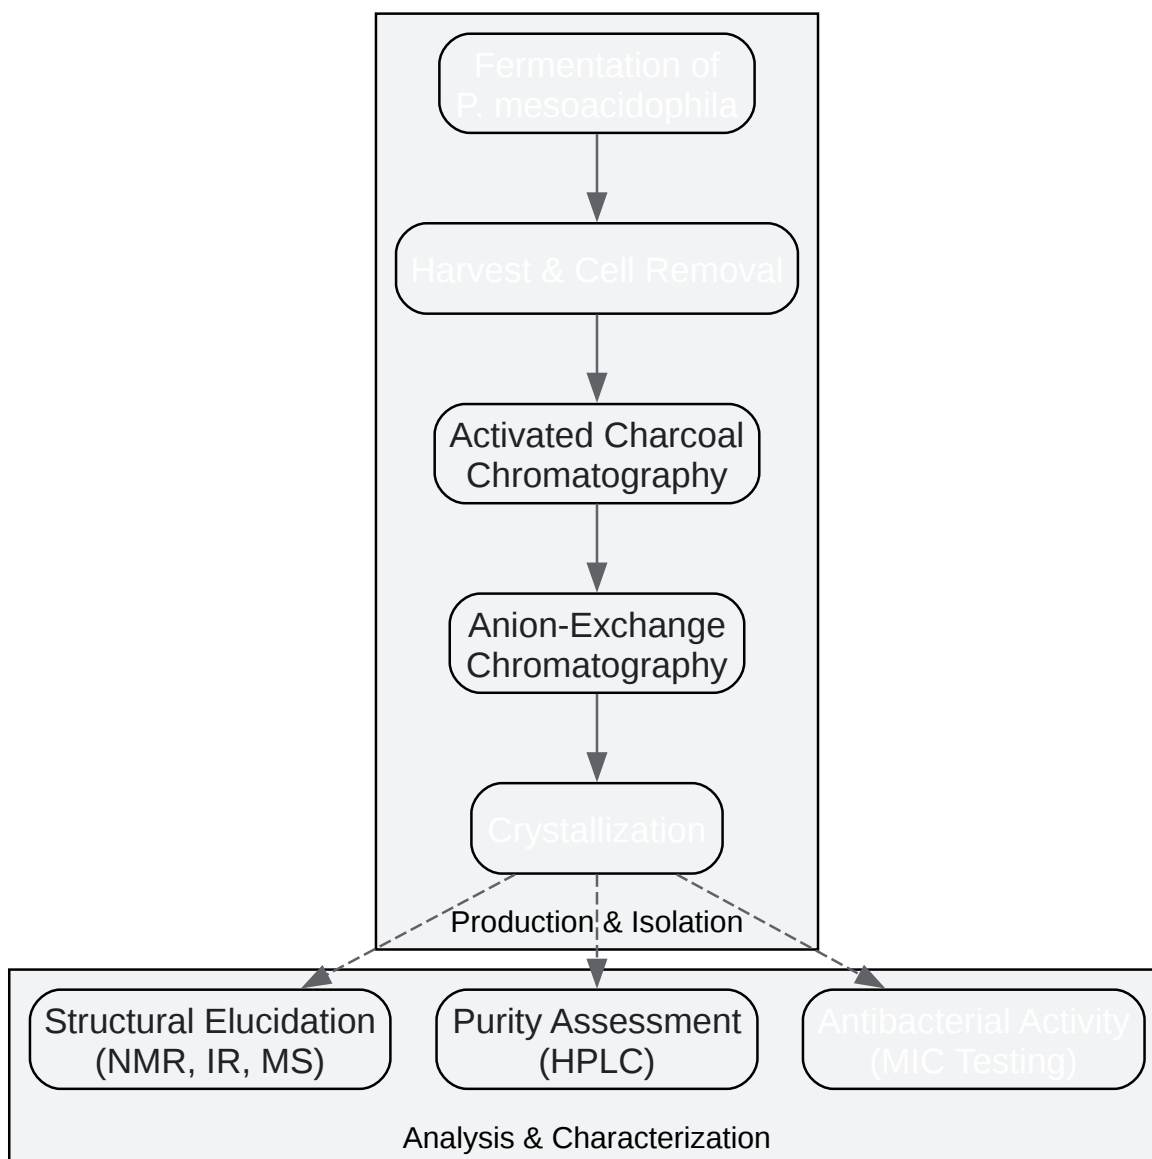 Fermentation of
P. mesoacidophila
Harvest & Cell Removal
Activated Charcoal
Chromatography
Anion-Exchange
Chromatography
Crystallization
Production & Isolation
Structural Elucidation
(NMR, IR, MS)
Purity Assessment
(HPLC)
Antibacterial Activity
(MIC Testing)
Analysis & Characterization